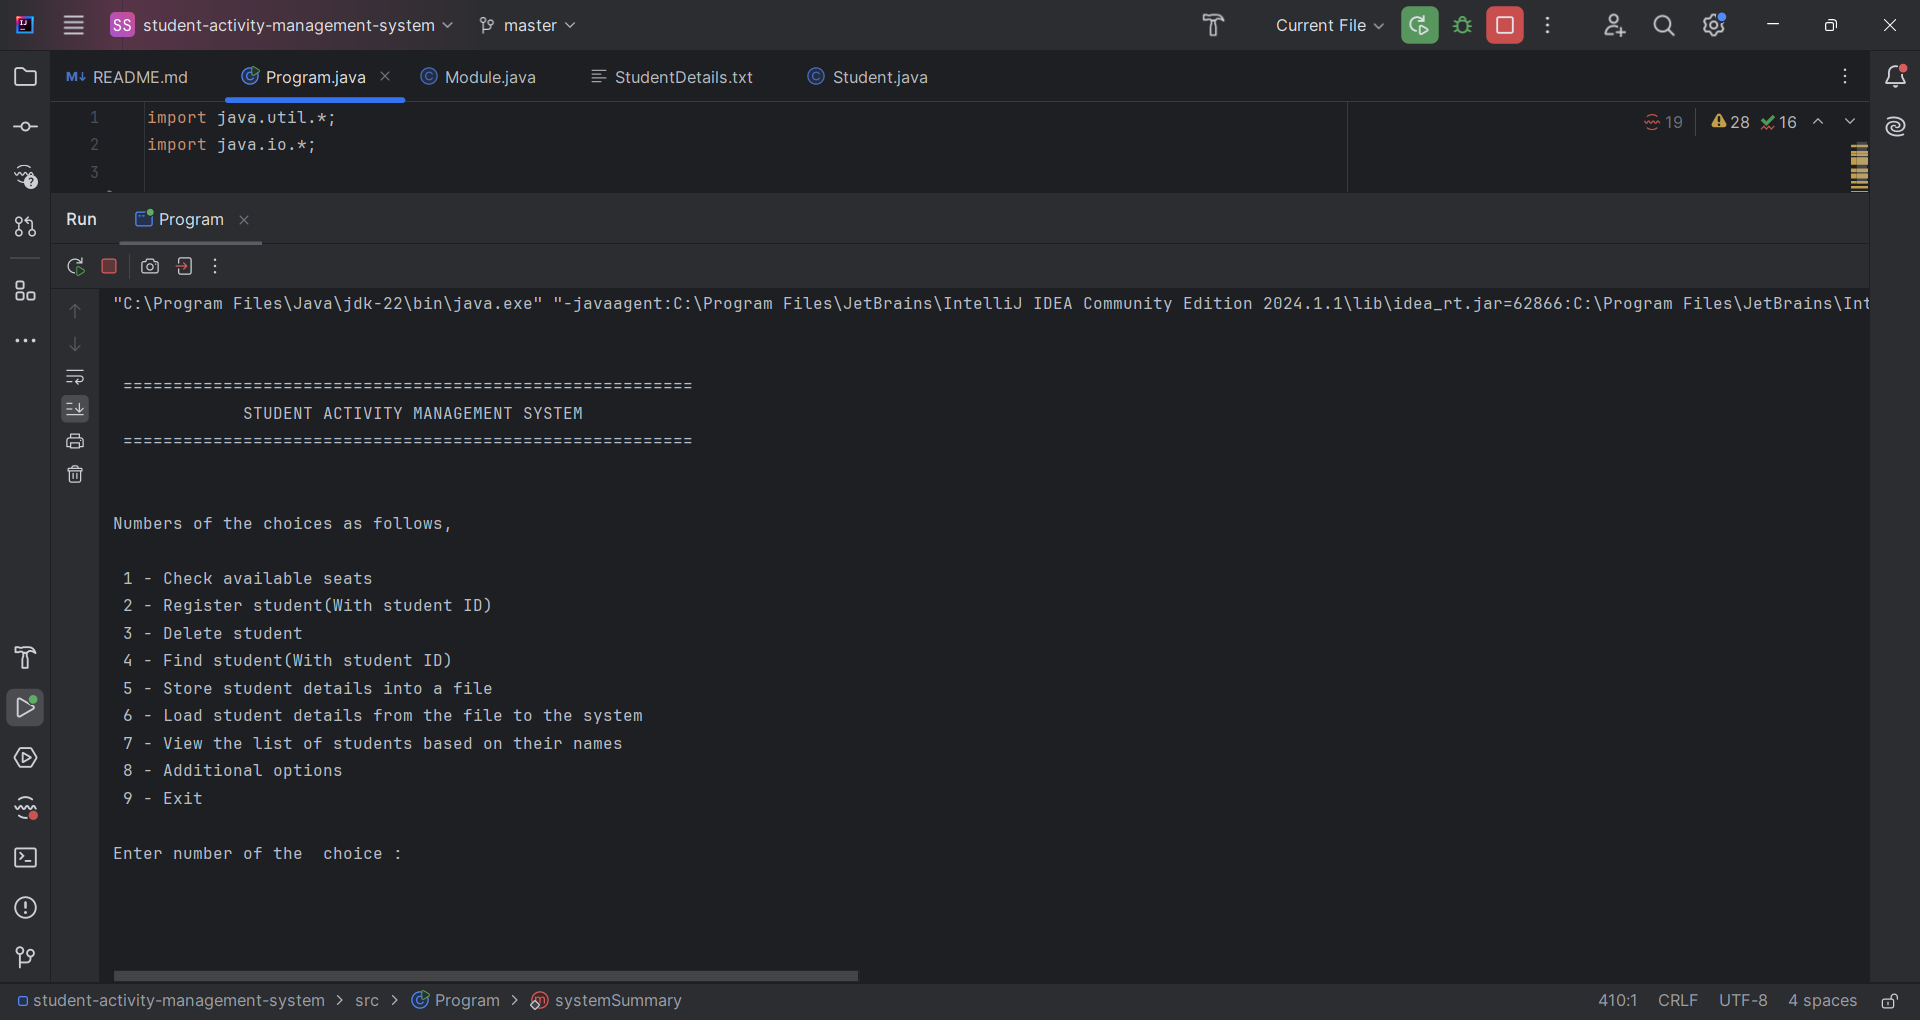 SS student-activity-management-system master Current File
README.md Program.java Module.java StudentDetails.txt Student.java
1 import java.util.*; 19 28 16
2 import java.io.*;
3
Run Program
"C:\Program Files\Java\jdk-22\bin\java.exe" "-javaagent:C:\Program Files\JetBrains\IntelliJ IDEA Community Edition 2024.1.1\lib\idea_rt.jar=62866:C:\Program Files\JetBrains\Int
=========================================================
STUDENT ACTIVITY MANAGEMENT SYSTEM
=========================================================
Numbers of the choices as follows,
1 - Check available seats
2 - Register student(With student ID)
3 - Delete student
4 - Find student(With student ID)
5 - Store student details into a file
6 - Load student details from the file to the system
7 - View the list of students based on their names
8 - Additional options
9 - Exit
Enter number of the  choice :
student-activity-management-system > src > Program > systemSummary 410:1 CRLF UTF-8 4 spaces